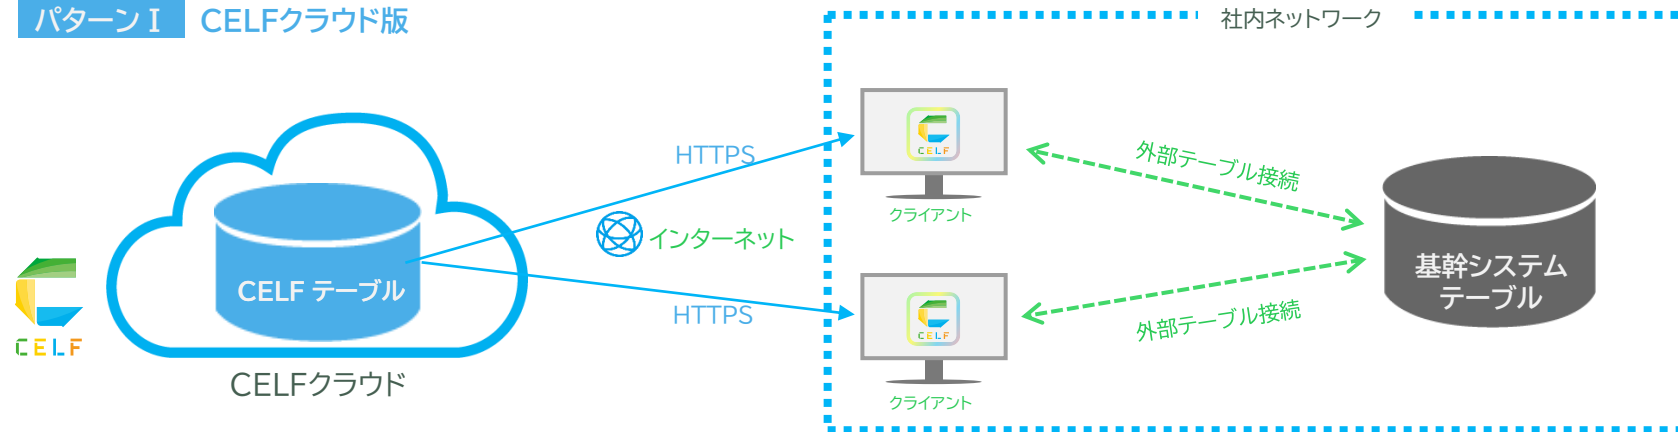 パターン Ⅰ
CELFクラウド版
社内ネットワーク
CELF
クライアント
HTTPS
外部テーブル接続
インターネット
CELF テーブル
基幹システム
テーブル
CELF
HTTPS
外部テーブル接続
CELF
クライアント
CELFクラウド